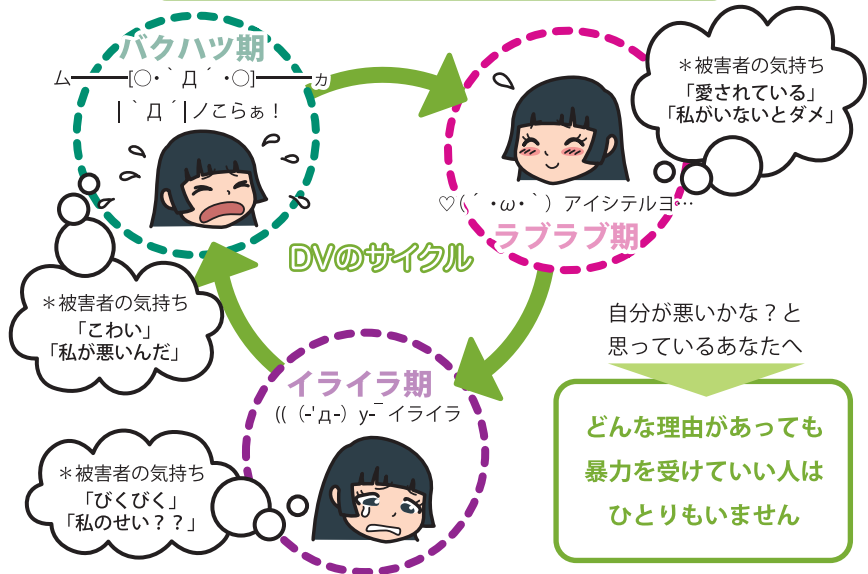 バクハツ期
ム━━━[○・｀Д´・○]━━━ヵ
|｀Д´|ノこらぁ！
＊被害者の気持ち
「愛されている」
「私がいないとダメ」
♡(´・ω・｀) アイシテルヨ…
ラブラブ期
DVのサイクル
＊被害者の気持ち
「こわい」
「私が悪いんだ」
イライラ期
(( (-'д-) y-‾ イライラ
＊被害者の気持ち
「びくびく」
「私のせい？？」
自分が悪いかな？と
思っているあなたへ
どんな理由があっても
暴力を受けていい人は
ひとりもいません